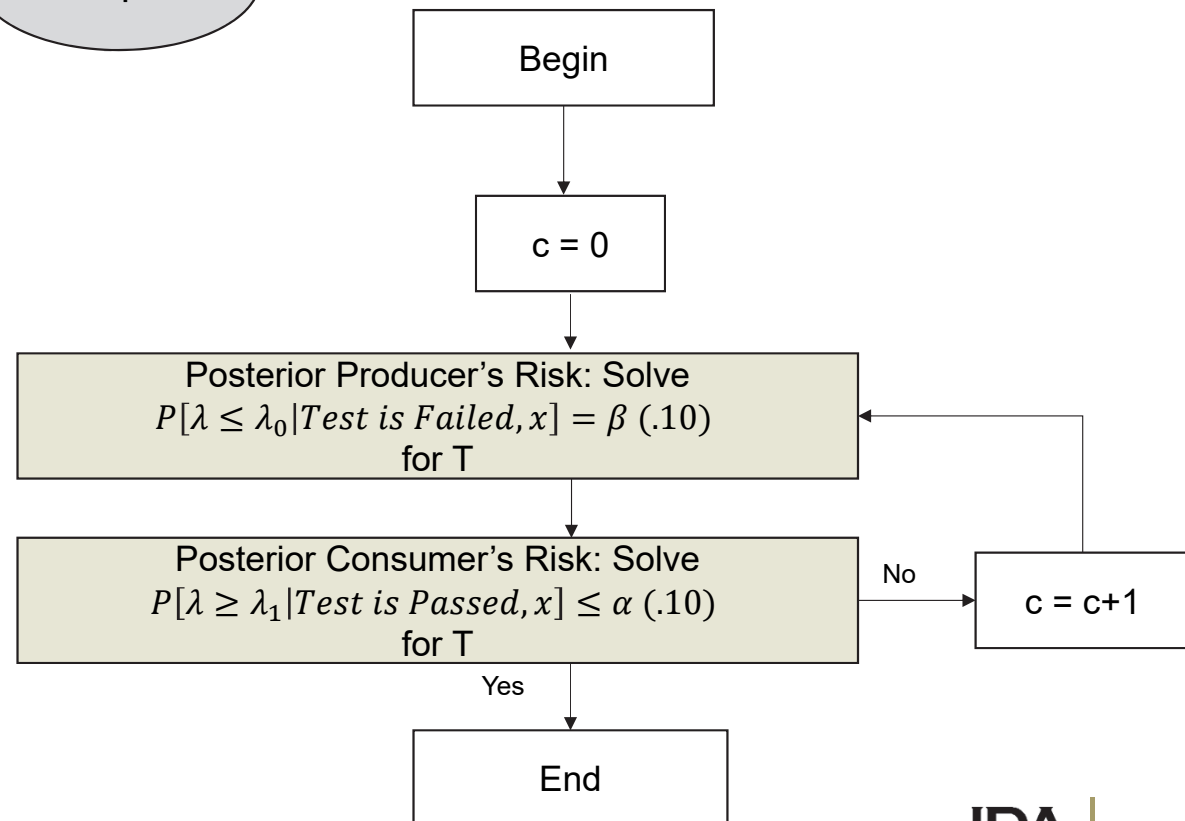 Begin
c = 0
Posterior Producer’s Risk: Solve
𝑃[𝜆 ≤ 𝜆₀|𝑇𝑒𝑠𝑡 𝑖𝑠 𝐹𝑎𝑖𝑙𝑒𝑑, 𝑥] = 𝛽 (.10)
for T
Posterior Consumer’s Risk: Solve
𝑃[𝜆 ≥ 𝜆₁|𝑇𝑒𝑠𝑡 𝑖𝑠 𝑃𝑎𝑠𝑠𝑒𝑑, 𝑥] ≤ 𝛼 (.10)
for T
No
c = c+1
Yes
End